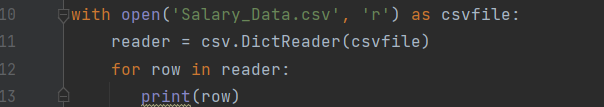 10 with open('Salary_Data.csv', 'r') as csvfile:
11     reader = csv.DictReader(csvfile)
12     for row in reader:
13         print(row)